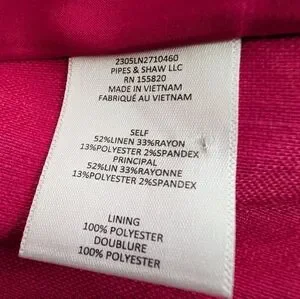 2305LN2710460
PIPES & SHAW LLC
RN 155820
MADE IN VIETNAM
FABRIQUÉ AU VIETNAM
SELF
52%LINEN 33%RAYON
13%POLYESTER 2%SPANDEX
PRINCIPAL
52%LIN 33%RAYONNE
13%POLYESTER 2%SPANDEX
LINING
100% POLYESTER
DOUBLURE
100% POLYESTER